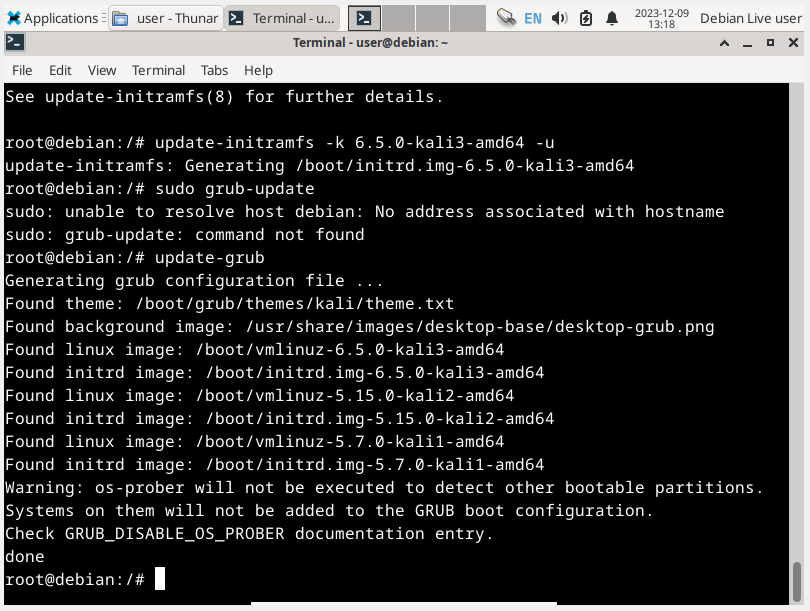 Applications
user - Thunar
Terminal - u...
EN
2023-12-09
13:18
Debian Live user
Terminal - user@debian: ~
File Edit View Terminal Tabs Help
See update-initramfs(8) for further details.
root@debian:/# update-initramfs -k 6.5.0-kali3-amd64 -u
update-initramfs: Generating /boot/initrd.img-6.5.0-kali3-amd64
root@debian:/# sudo grub-update
sudo: unable to resolve host debian: No address associated with hostname
sudo: grub-update: command not found
root@debian:/# update-grub
Generating grub configuration file ...
Found theme: /boot/grub/themes/kali/theme.txt
Found background image: /usr/share/images/desktop-base/desktop-grub.png
Found linux image: /boot/vmlinuz-6.5.0-kali3-amd64
Found initrd image: /boot/initrd.img-6.5.0-kali3-amd64
Found linux image: /boot/vmlinuz-5.15.0-kali2-amd64
Found initrd image: /boot/initrd.img-5.15.0-kali2-amd64
Found linux image: /boot/vmlinuz-5.7.0-kali1-amd64
Found initrd image: /boot/initrd.img-5.7.0-kali1-amd64
Warning: os-prober will not be executed to detect other bootable partitions.
Systems on them will not be added to the GRUB boot configuration.
Check GRUB_DISABLE_OS_PROBER documentation entry.
done
root@debian:/#